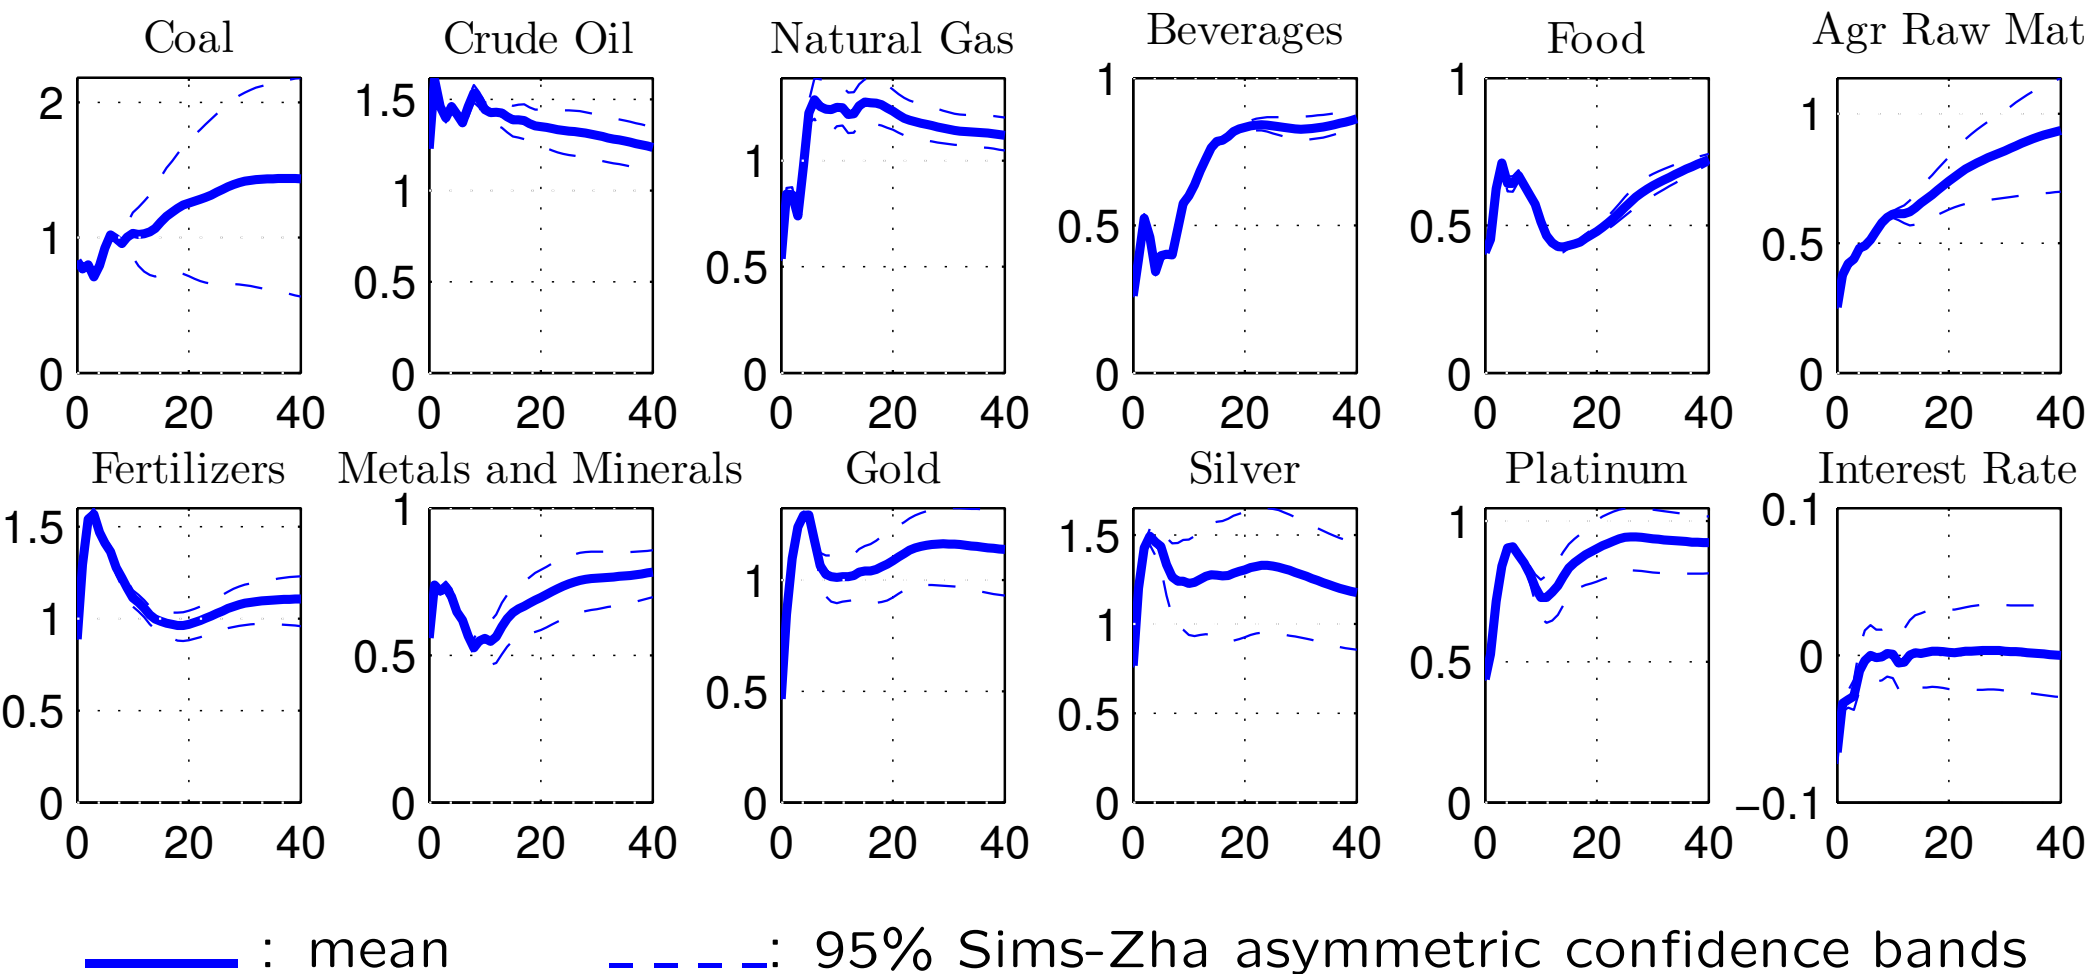 Coal Crude Oil Natural Gas Beverages Food Agr Raw Mat
2 1.5 1 1 1
1 1 1 0.5 0.5 0.5
0.5 0.5
0 0 0 0 0
0 20 40 0 20 40 0 20 40 0 20 40 0 20 40 0 20 40
Fertilizers Metals and Minerals Gold Silver Platinum Interest Rate
1.5 1 1.5 1 0.1
1 0.5 1 1 0.5 0
0.5 0.5 0.5
0 0 0 0 −0.1
0 20 40 0 20 40 0 20 40 0 20 40 0 20 40 0 20 40
: mean : 95% Sims-Zha asymmetric confidence bands